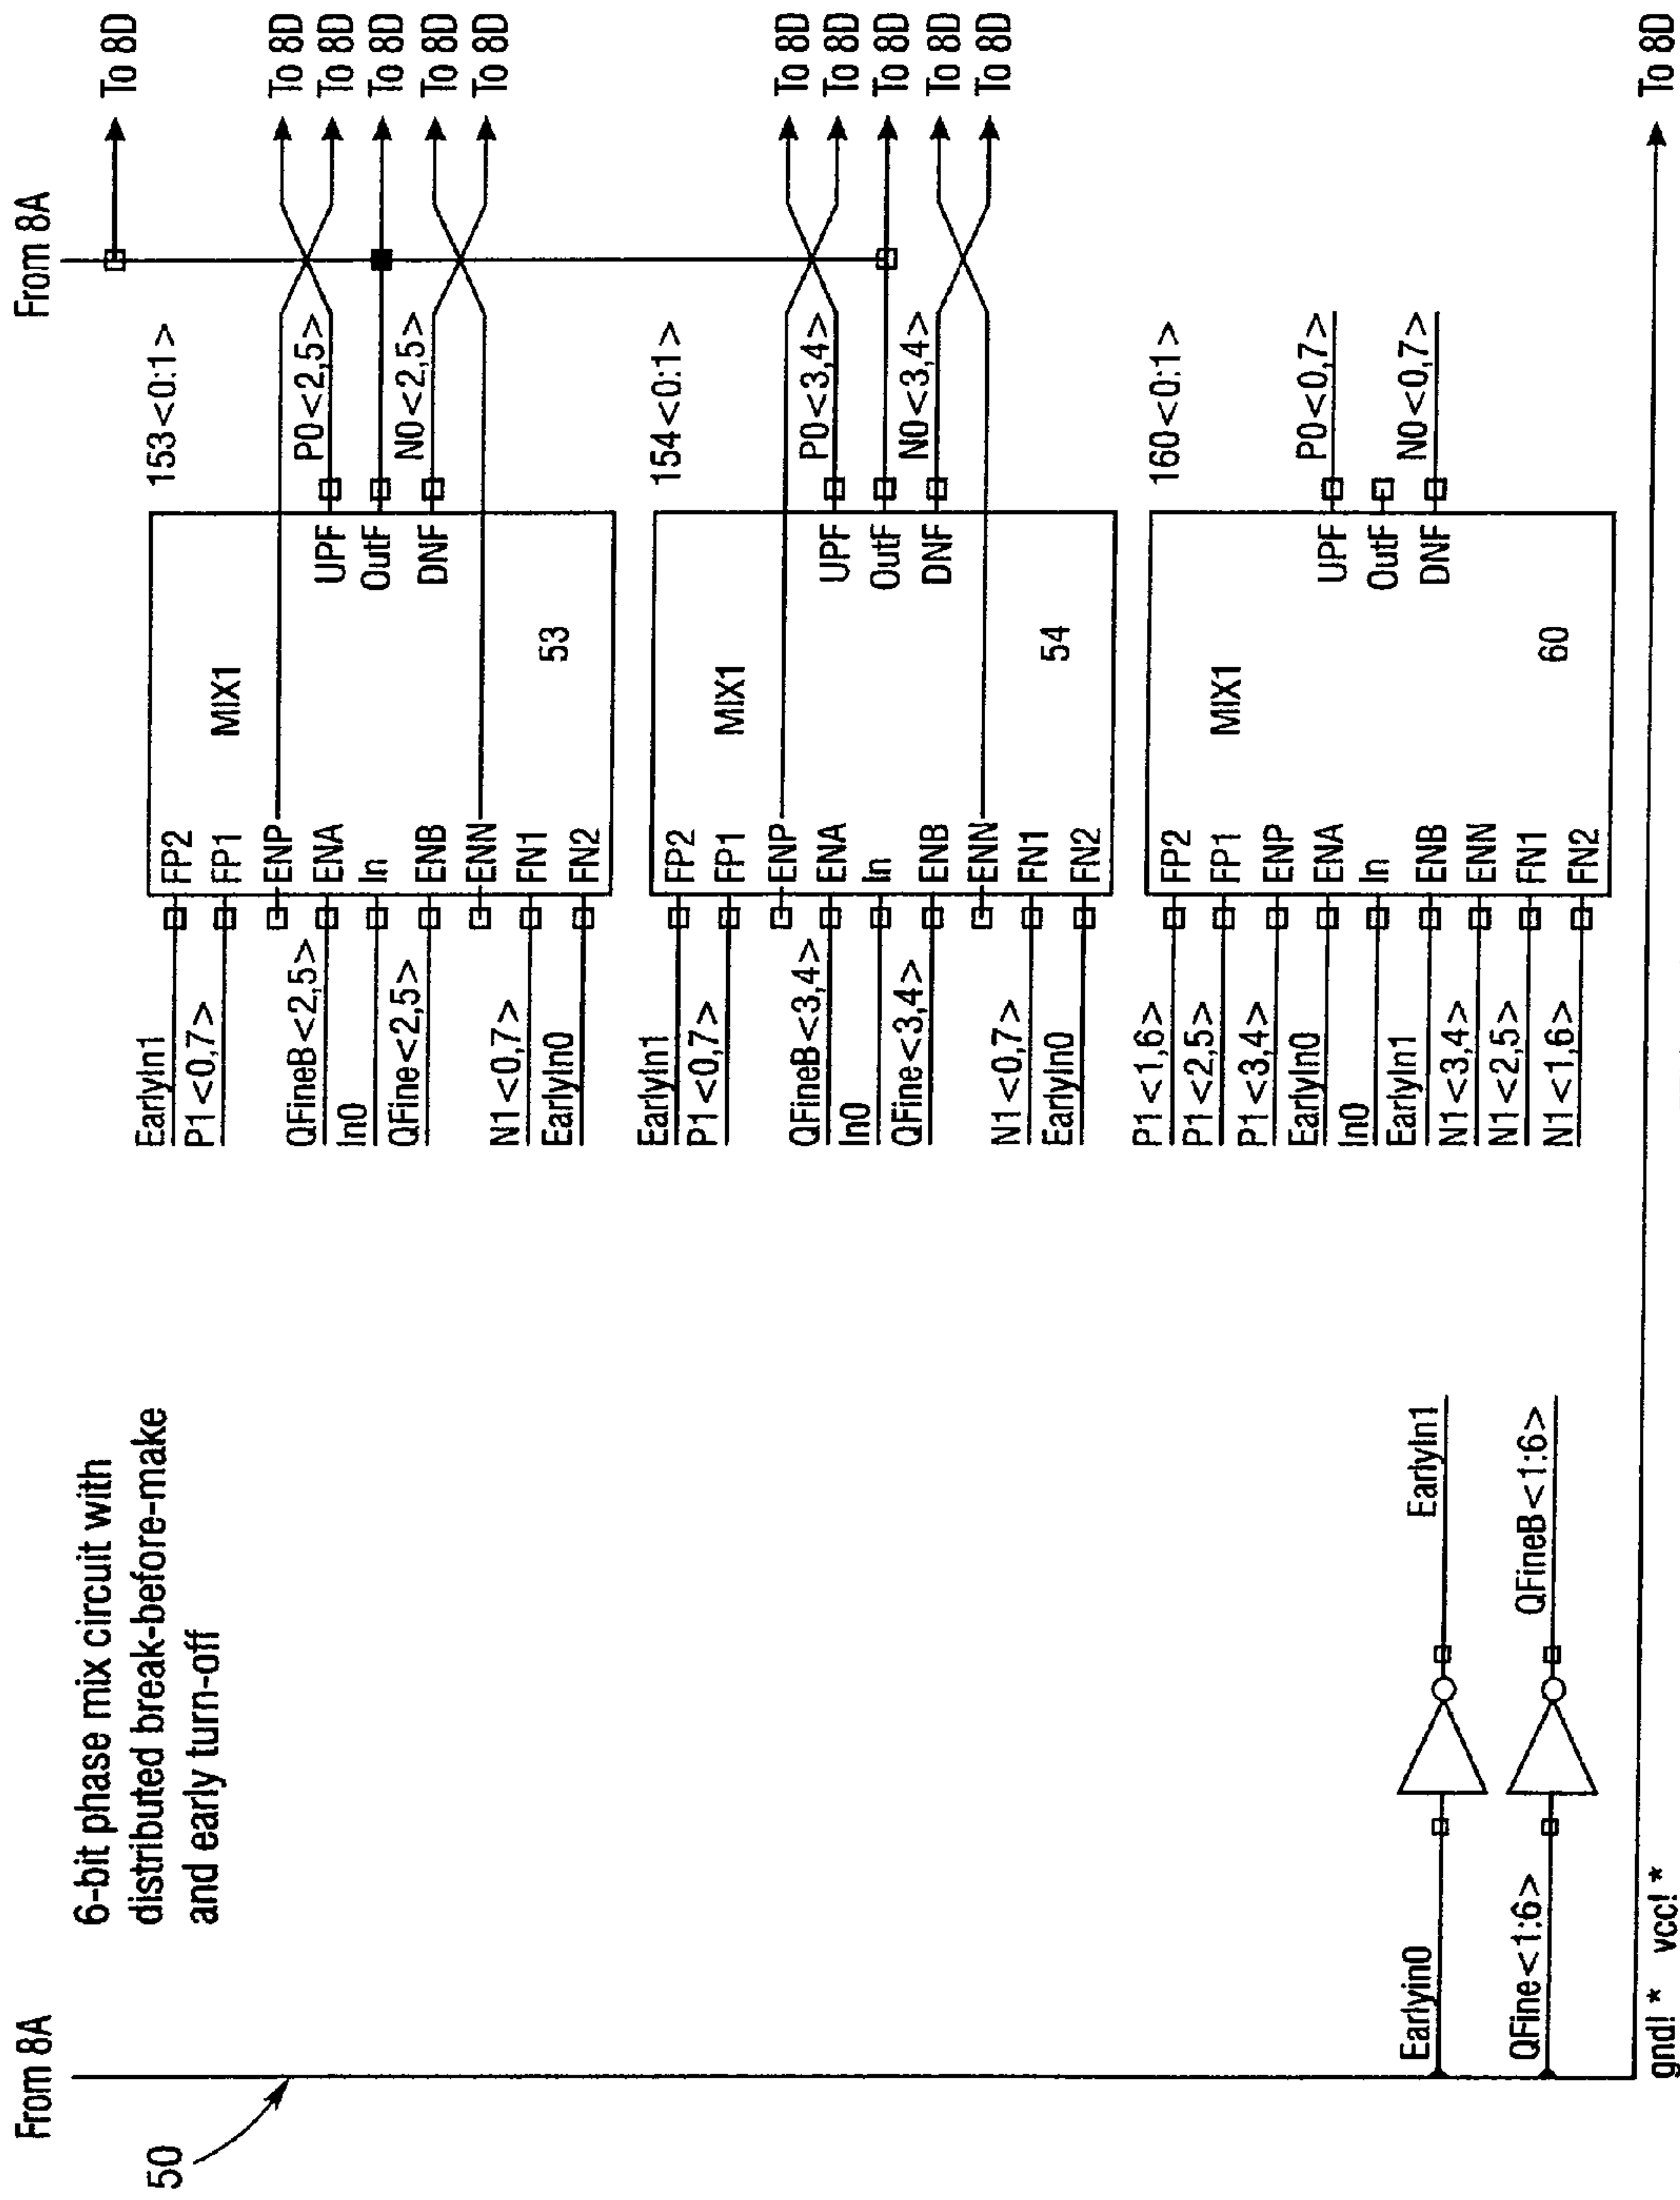 From 8A
50
6-bit phase mix circuit with
distributed break-before-make
and early turn-off
From 8A
To 8D
153<0:1>
EarlyIn1
P1<0,7>
QFineB<2,5>
In0
QFine<2,5>
N1<0,7>
EarlyIn0
FP2
FP1
ENP
ENA
In
ENB
ENN
FN1
FN2
MIX1
53
UPF
OutF
DNF
P0<2,5>
N0<2,5>
To 8D
To 8D
To 8D
To 8D
To 8D
154<0:1>
EarlyIn1
P1<0,7>
QFineB<3,4>
In0
QFine<3,4>
N1<0,7>
EarlyIn0
FP2
FP1
ENP
ENA
In
ENB
ENN
FN1
FN2
MIX1
54
UPF
OutF
DNF
P0<3,4>
N0<3,4>
To 8D
To 8D
To 8D
To 8D
To 8D
160<0:1>
P1<1,6>
P1<2,5>
P1<3,4>
EarlyIn0
In0
EarlyIn1
N1<3,4>
N1<2,5>
N1<1,6>
FP2
FP1
ENP
ENA
In
ENB
ENN
FN1
FN2
MIX1
60
UPF
OutF
DNF
P0<0,7>
N0<0,7>
Earlyin0
EarlyIn1
QFine<1:6>
QFineB<1:6>
gnd! * vcc! *
To 8D